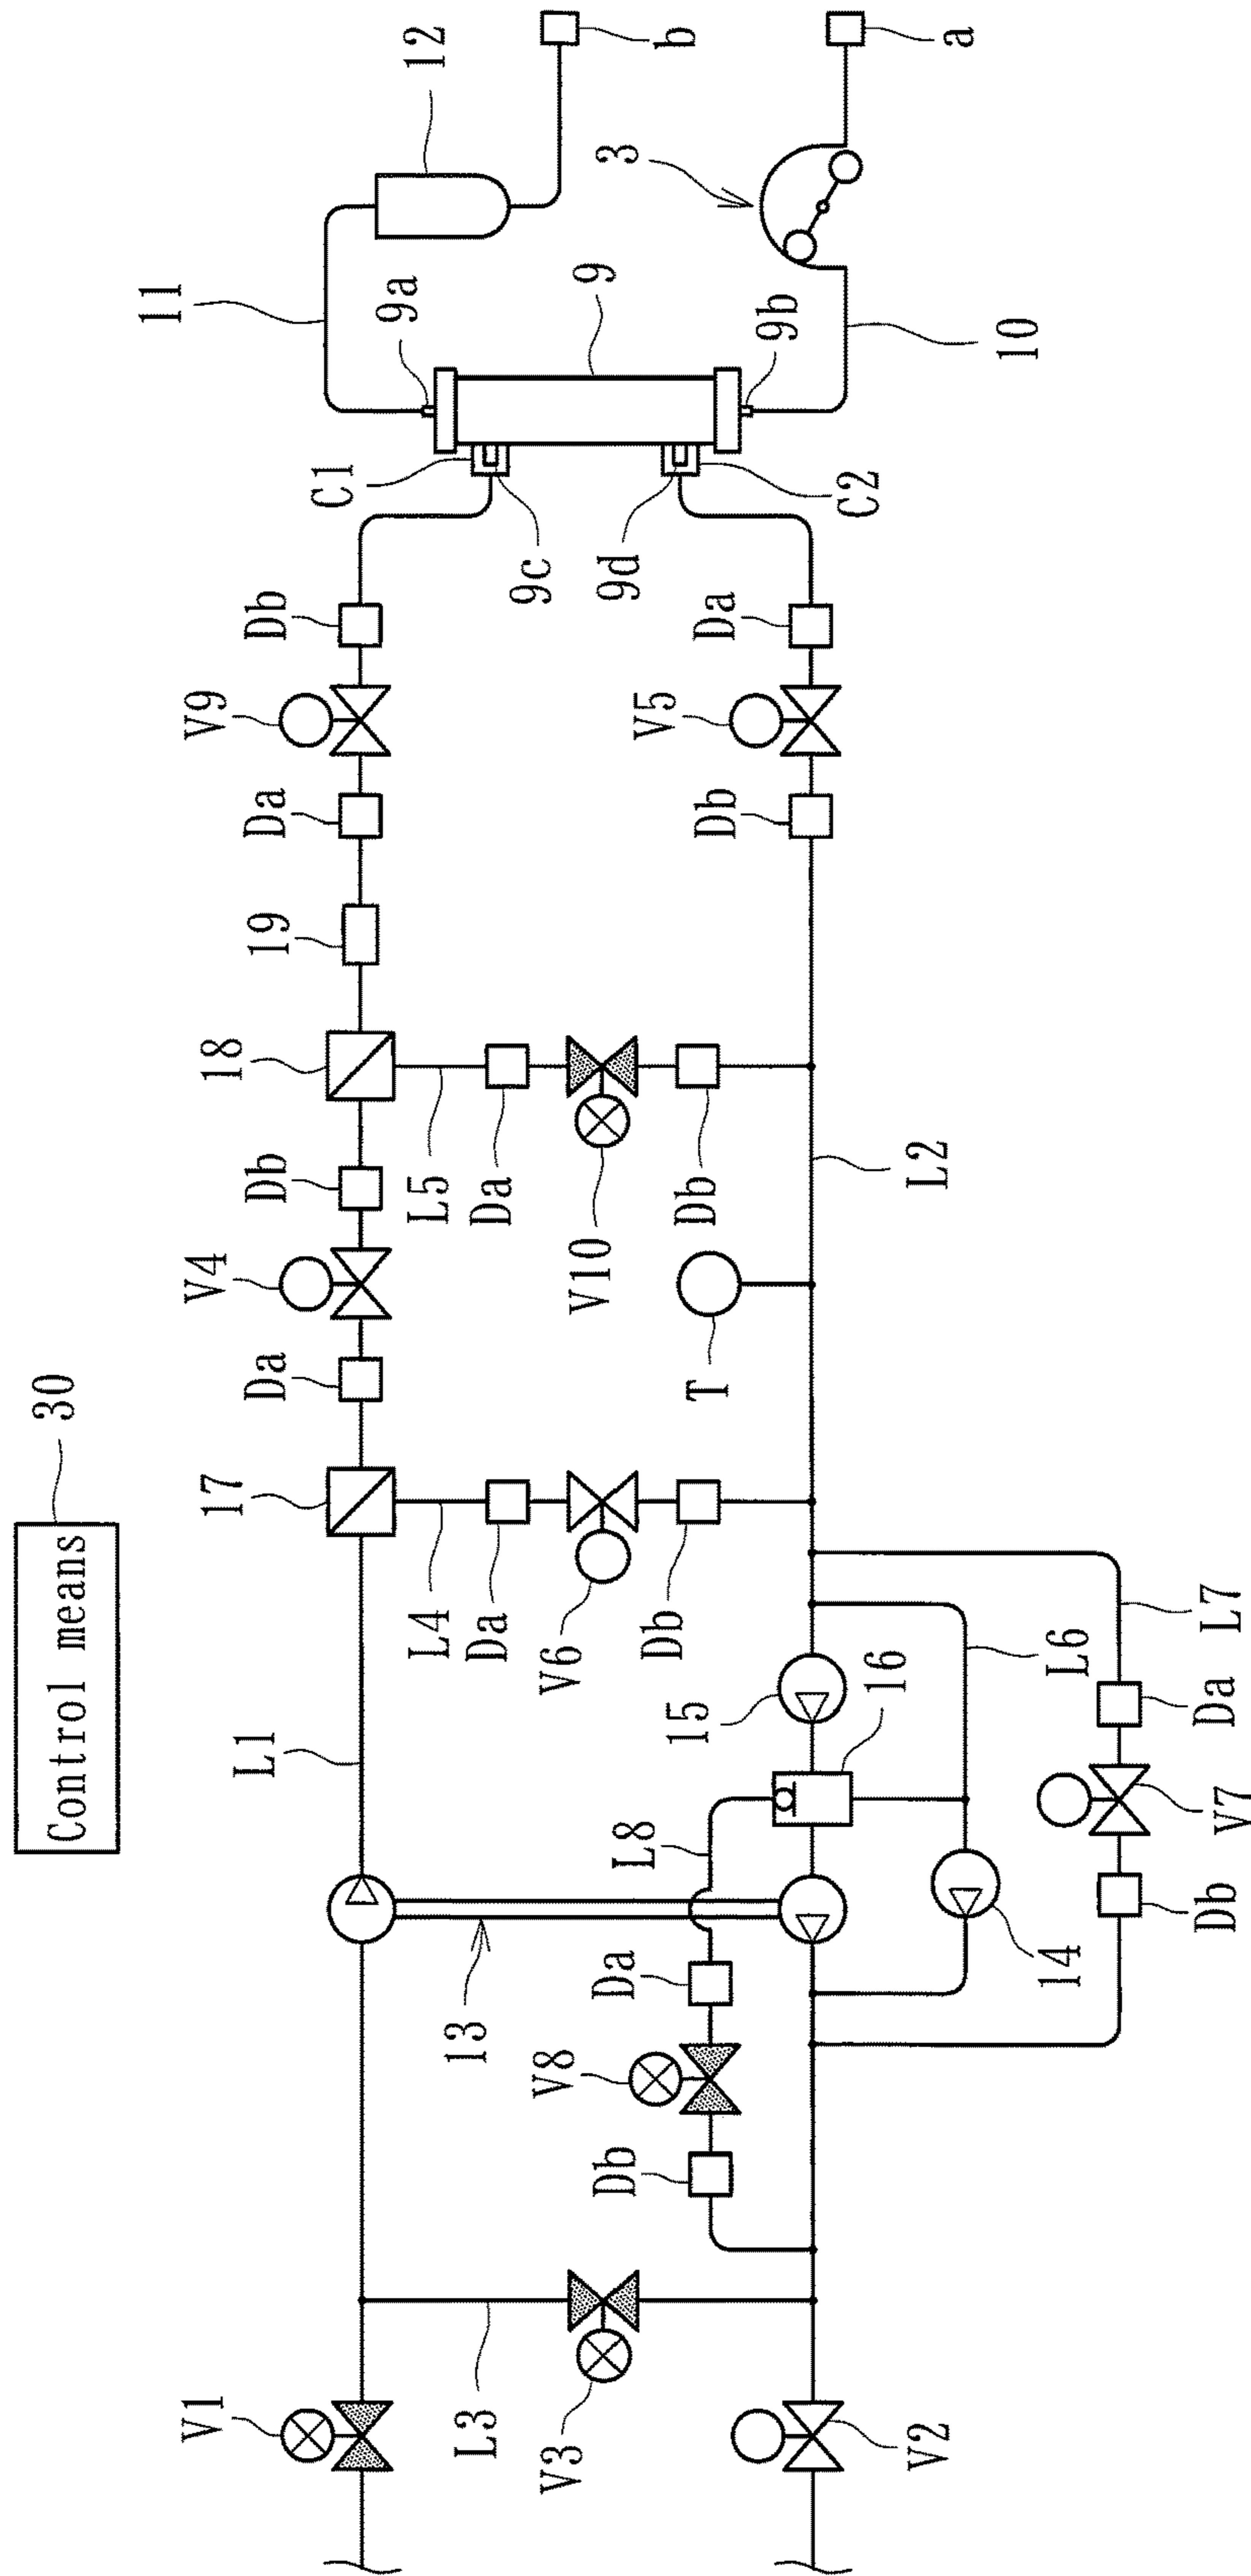 Control means
30
11
V1
V4
V9
17
18
L1
Da
Db
19
Da
Db
C1
9a
12
L3
13
L4
L5
Da
Da
9c
V3
V8
V6
V10
9d
9
Db
Da
L8
Db
Db
3
b
15
T
Db
V5
Da
9b
C2
16
V2
L2
a
14
L6
10
Db
V7
Da
L7